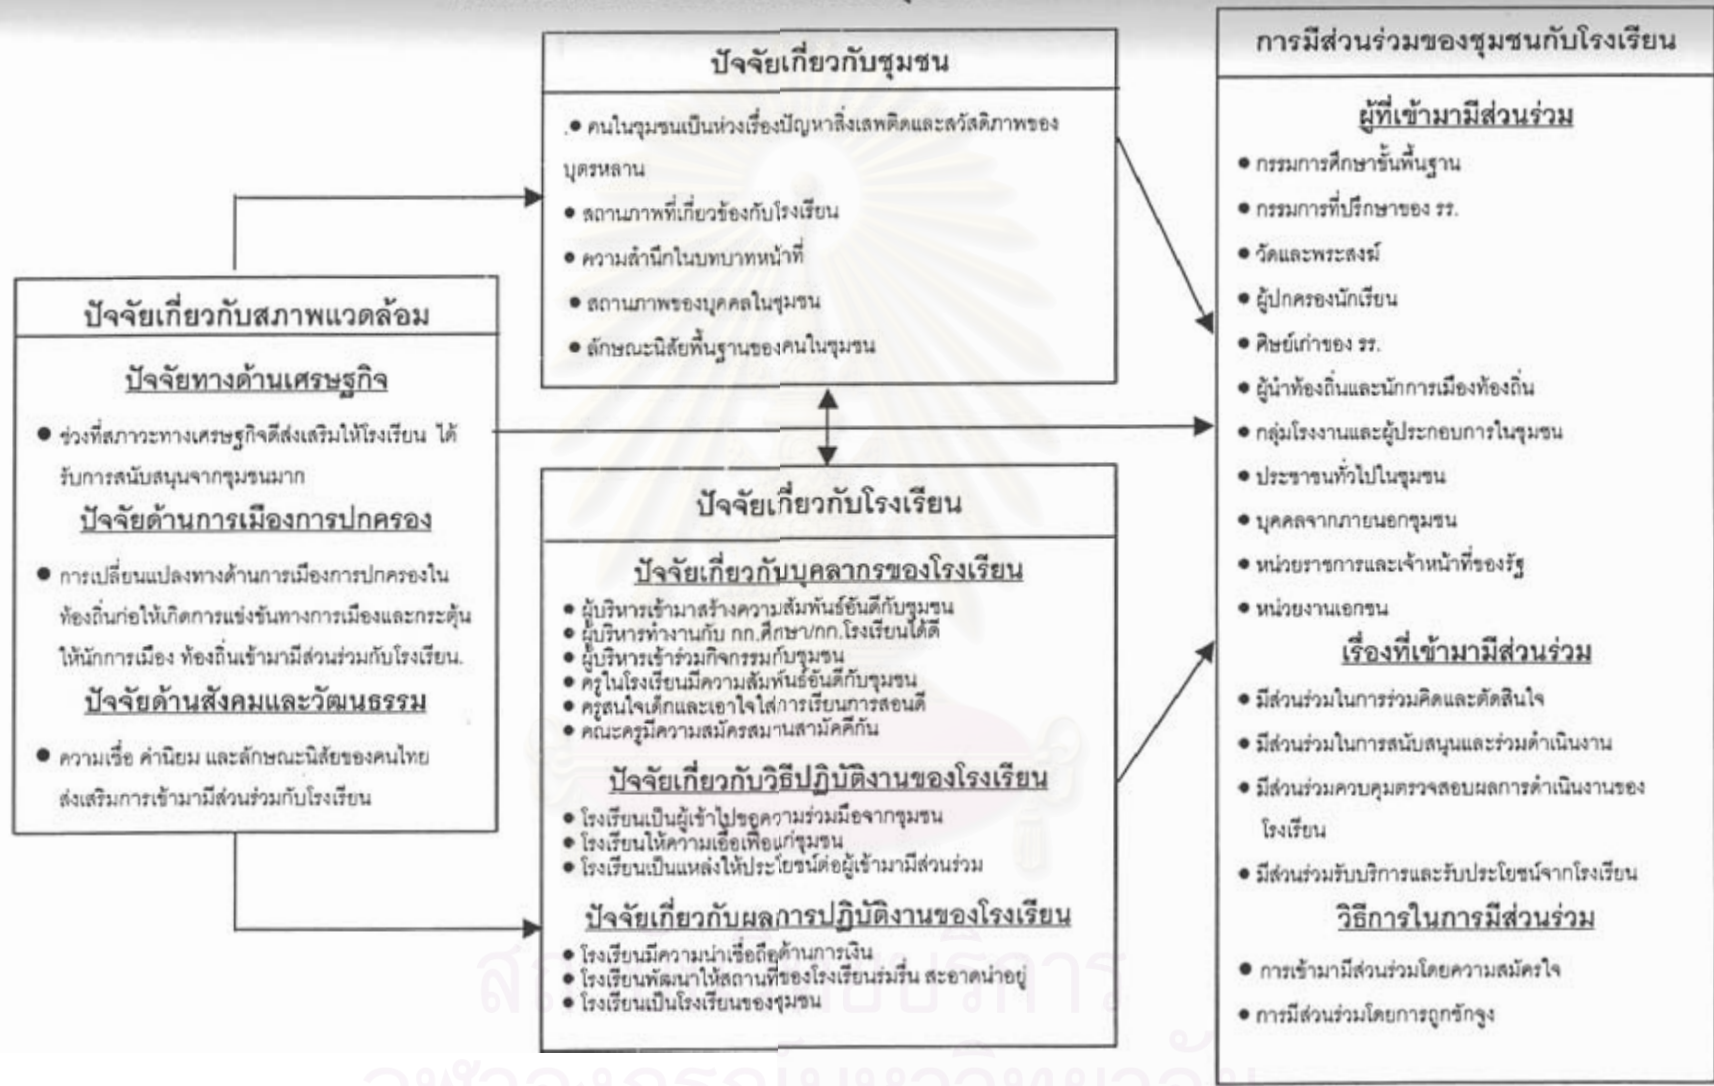 ปัจจัยเกี่ยวกับสภาพแวดล้อม
ปัจจัยทางด้านเศรษฐกิจ
● ช่วงที่สภาวะทางเศรษฐกิจดีส่งเสริมให้โรงเรียน ได้
รับการสนับสนุนจากชุมชนมาก
ปัจจัยด้านการเมืองการปกครอง
● การเปลี่ยนแปลงทางด้านการเมืองการปกครองใน
ท้องถิ่นก่อให้เกิดการแข่งขันทางการเมืองและกระตุ้น
ให้นักการเมือง ท้องถิ่นเข้ามามีส่วนร่วมกับโรงเรียน.
ปัจจัยด้านสังคมและวัฒนธรรม
● ความเชื่อ ค่านิยม และลักษณะนิสัยของคนไทย
ส่งเสริมการเข้ามามีส่วนร่วมกับโรงเรียน
ปัจจัยเกี่ยวกับชุมชน
.● คนในชุมชนเป็นห่วงเรื่องปัญหาสิ่งเสพติดและสวัสดิภาพของ
บุตรหลาน
● สถานภาพที่เกี่ยวข้องกับโรงเรียน
● ความสำนึกในบทบาทหน้าที่
● สถานภาพของบุคคลในชุมชน
● ลักษณะนิสัยพื้นฐานของคนในชุมชน
ปัจจัยเกี่ยวกับโรงเรียน
ปัจจัยเกี่ยวกับบุคลากรของโรงเรียน
● ผู้บริหารเข้ามาสร้างความสัมพันธ์อันดีกับชุมชน
● ผู้บริหารทำงานกับ กก.ศึกษา/กก.โรงเรียนได้ดี
● ผู้บริหารเข้าร่วมกิจกรรมกับชุมชน
● ครูในโรงเรียนมีความสัมพันธ์อันดีกับชุมชน
● ครูสนใจเด็กและเอาใจใส่การเรียนการสอนดี
● คณะครูมีความสมัครสมานสามัคคีกัน
ปัจจัยเกี่ยวกับวิธีปฏิบัติงานของโรงเรียน
● โรงเรียนเป็นผู้เข้าไปขอความร่วมมือจากชุมชน
● โรงเรียนให้ความเอื้อเฟื้อแก่ชุมชน
● โรงเรียนเป็นแหล่งให้ประโยชน์ต่อผู้เข้ามามีส่วนร่วม
ปัจจัยเกี่ยวกับผลการปฏิบัติงานของโรงเรียน
● โรงเรียนมีความน่าเชื่อถือด้านการเงิน
● โรงเรียนพัฒนาให้สถานที่ของโรงเรียนร่มรื่น สะอาดน่าอยู่
● โรงเรียนเป็นโรงเรียนของชุมชน
การมีส่วนร่วมของชุมชนกับโรงเรียน
ผู้ที่เข้ามามีส่วนร่วม
● กรรมการศึกษาขั้นพื้นฐาน
● กรรมการที่ปรึกษาของ รร.
● วัดและพระสงฆ์
● ผู้ปกครองนักเรียน
● ศิษย์เก่าของ รร.
● ผู้นำท้องถิ่นและนักการเมืองท้องถิ่น
● กลุ่มโรงงานและผู้ประกอบการในชุมชน
● ประชาชนทั่วไปในชุมชน
● บุคคลจากภายนอกชุมชน
● หน่วยราชการและเจ้าหน้าที่ของรัฐ
● หน่วยงานเอกชน
เรื่องที่เข้ามามีส่วนร่วม
● มีส่วนร่วมในการร่วมคิดและตัดสินใจ
● มีส่วนร่วมในการสนับสนุนและร่วมดำเนินงาน
● มีส่วนร่วมควบคุมตรวจสอบผลการดำเนินงานของ
โรงเรียน
● มีส่วนร่วมรับบริการและรับประโยชน์จากโรงเรียน
วิธีการในการมีส่วนร่วม
● การเข้ามามีส่วนร่วมโดยความสมัครใจ
● การมีส่วนร่วมโดยการถูกชักจูง